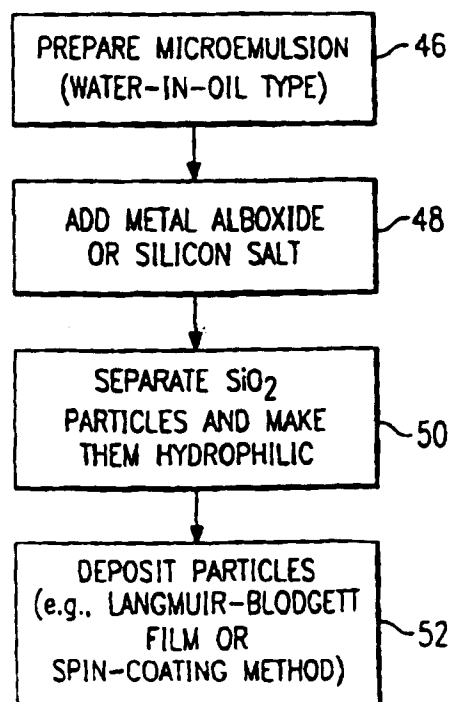 PREPARE MICROEMULSION
(WATER-IN-OIL TYPE)
46
ADD METAL ALBOXIDE
OR SILICON SALT
48
SEPARATE SiO2
PARTICLES AND MAKE
THEM HYDROPHILIC
50
DEPOSIT PARTICLES
(e.g., LANGMUIR-BLODGETT
FILM OR
SPIN-COATING METHOD)
52